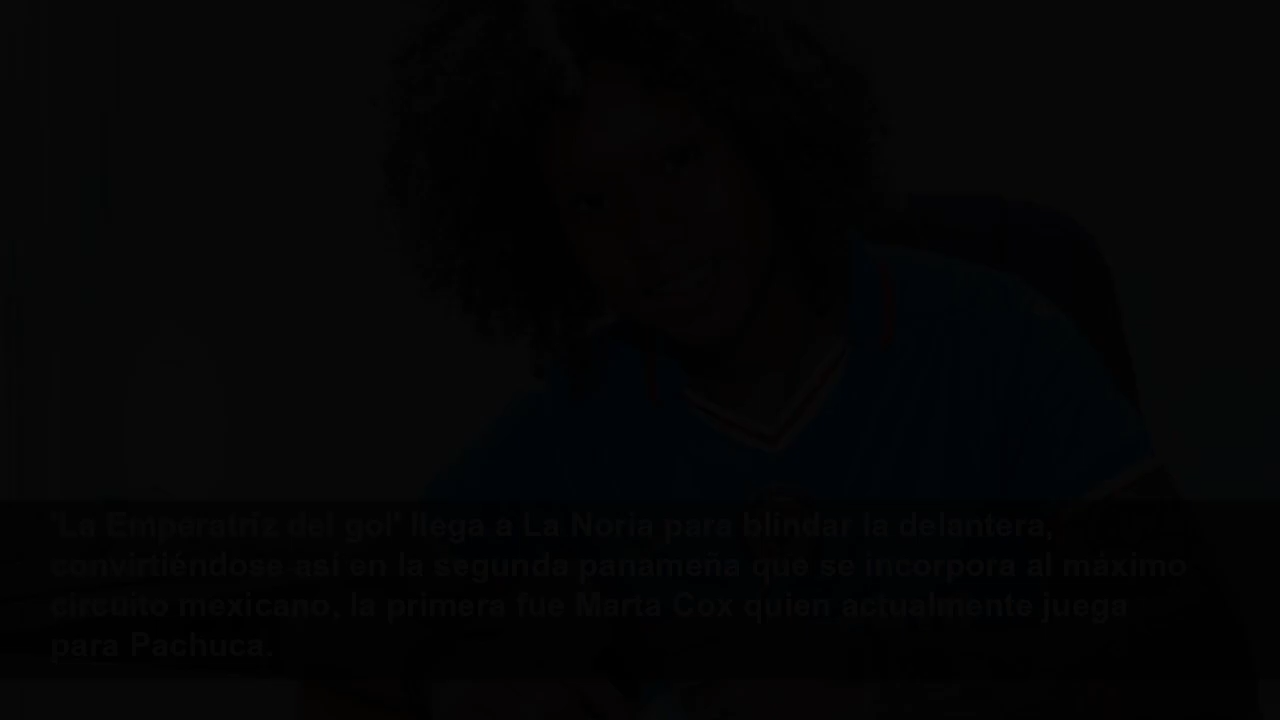 'La Emperatriz del gol' llega a La Noria para blindar la delantera,
convirtiéndose así en la segunda panameña que se incorpora al máximo
circuito mexicano, la primera fue Marta Cox quien actualmente juega
para Pachuca.